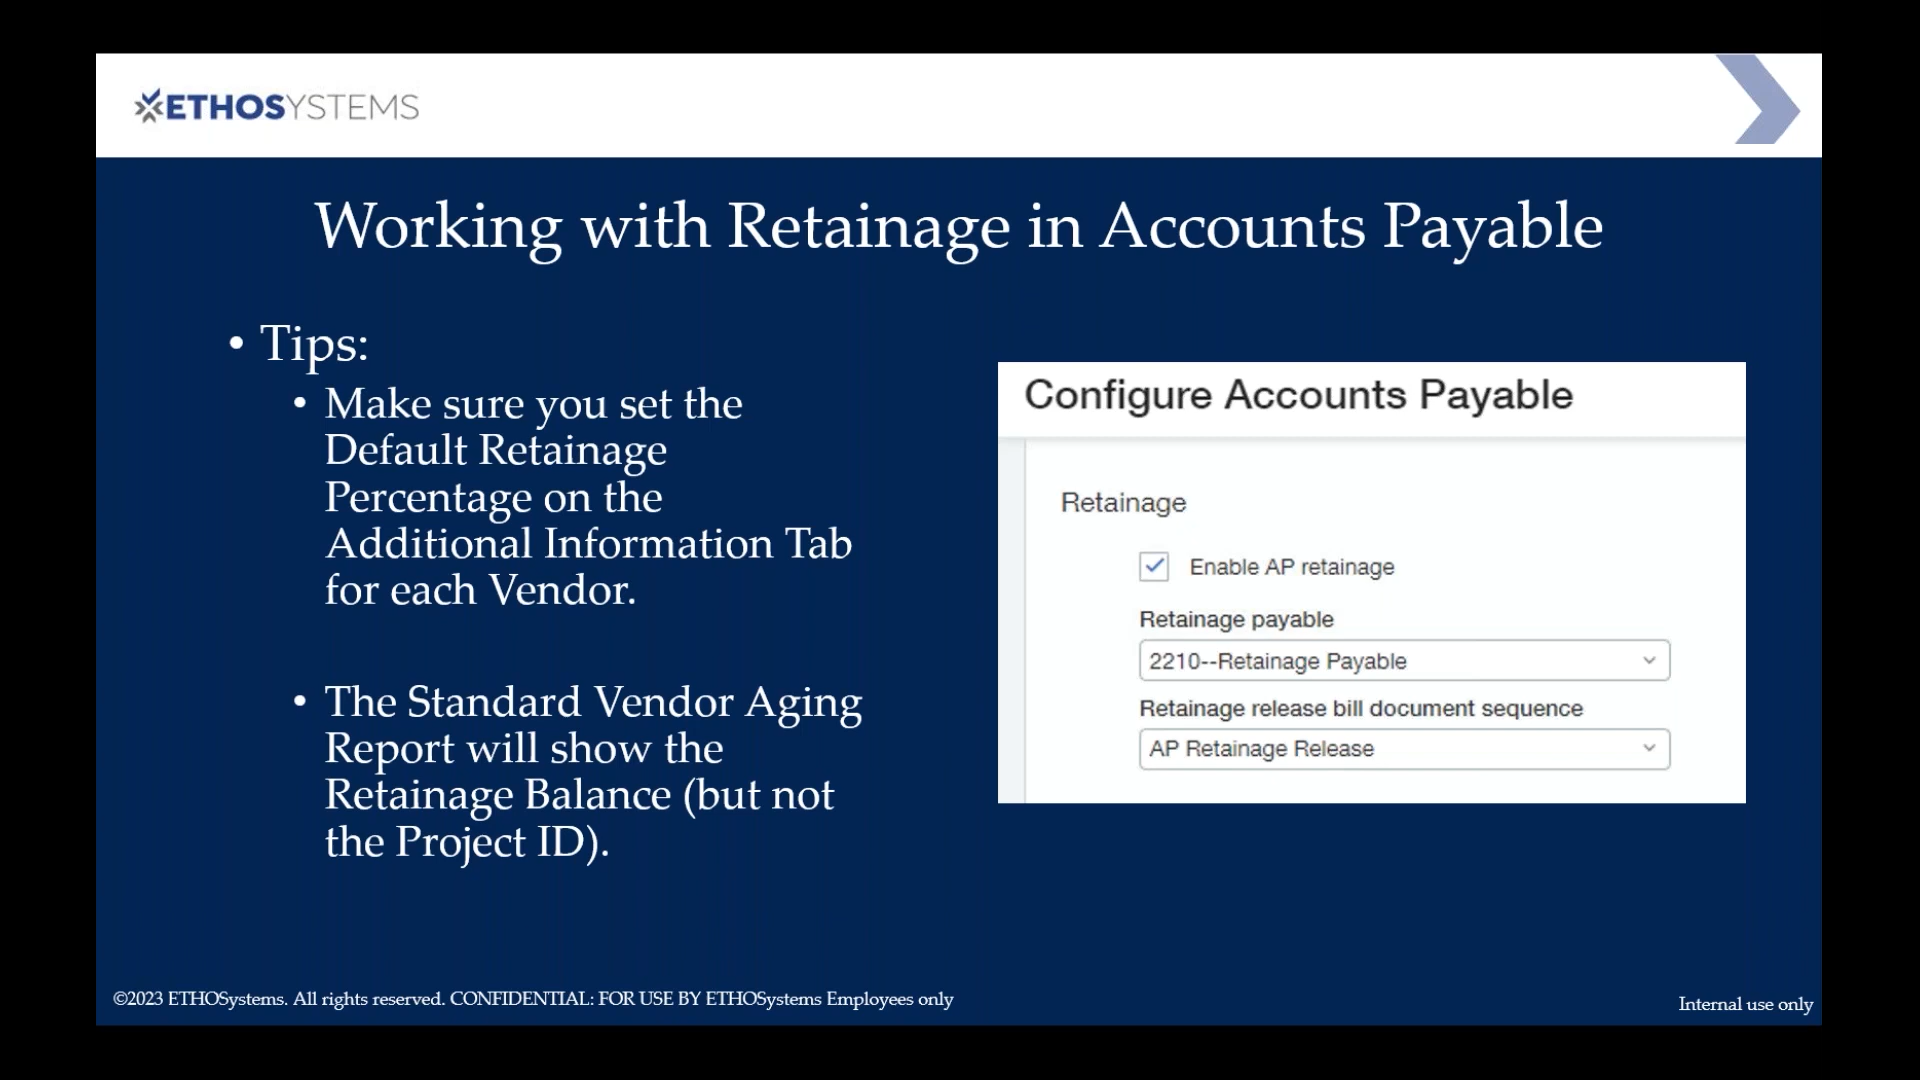 ETHOSYSTEMS
Working with Retainage in Accounts Payable
• Tips:
• Make sure you set the
Default Retainage
Percentage on the
Additional Information Tab
for each Vendor.
• The Standard Vendor Aging
Report will show the
Retainage Balance (but not
the Project ID).
Configure Accounts Payable
Retainage
Enable AP retainage
Retainage payable
2210--Retainage Payable
Retainage release bill document sequence
AP Retainage Release
©2023 ETHOSystems. All rights reserved. CONFIDENTIAL: FOR USE BY ETHOSystems Employees only
Internal use only